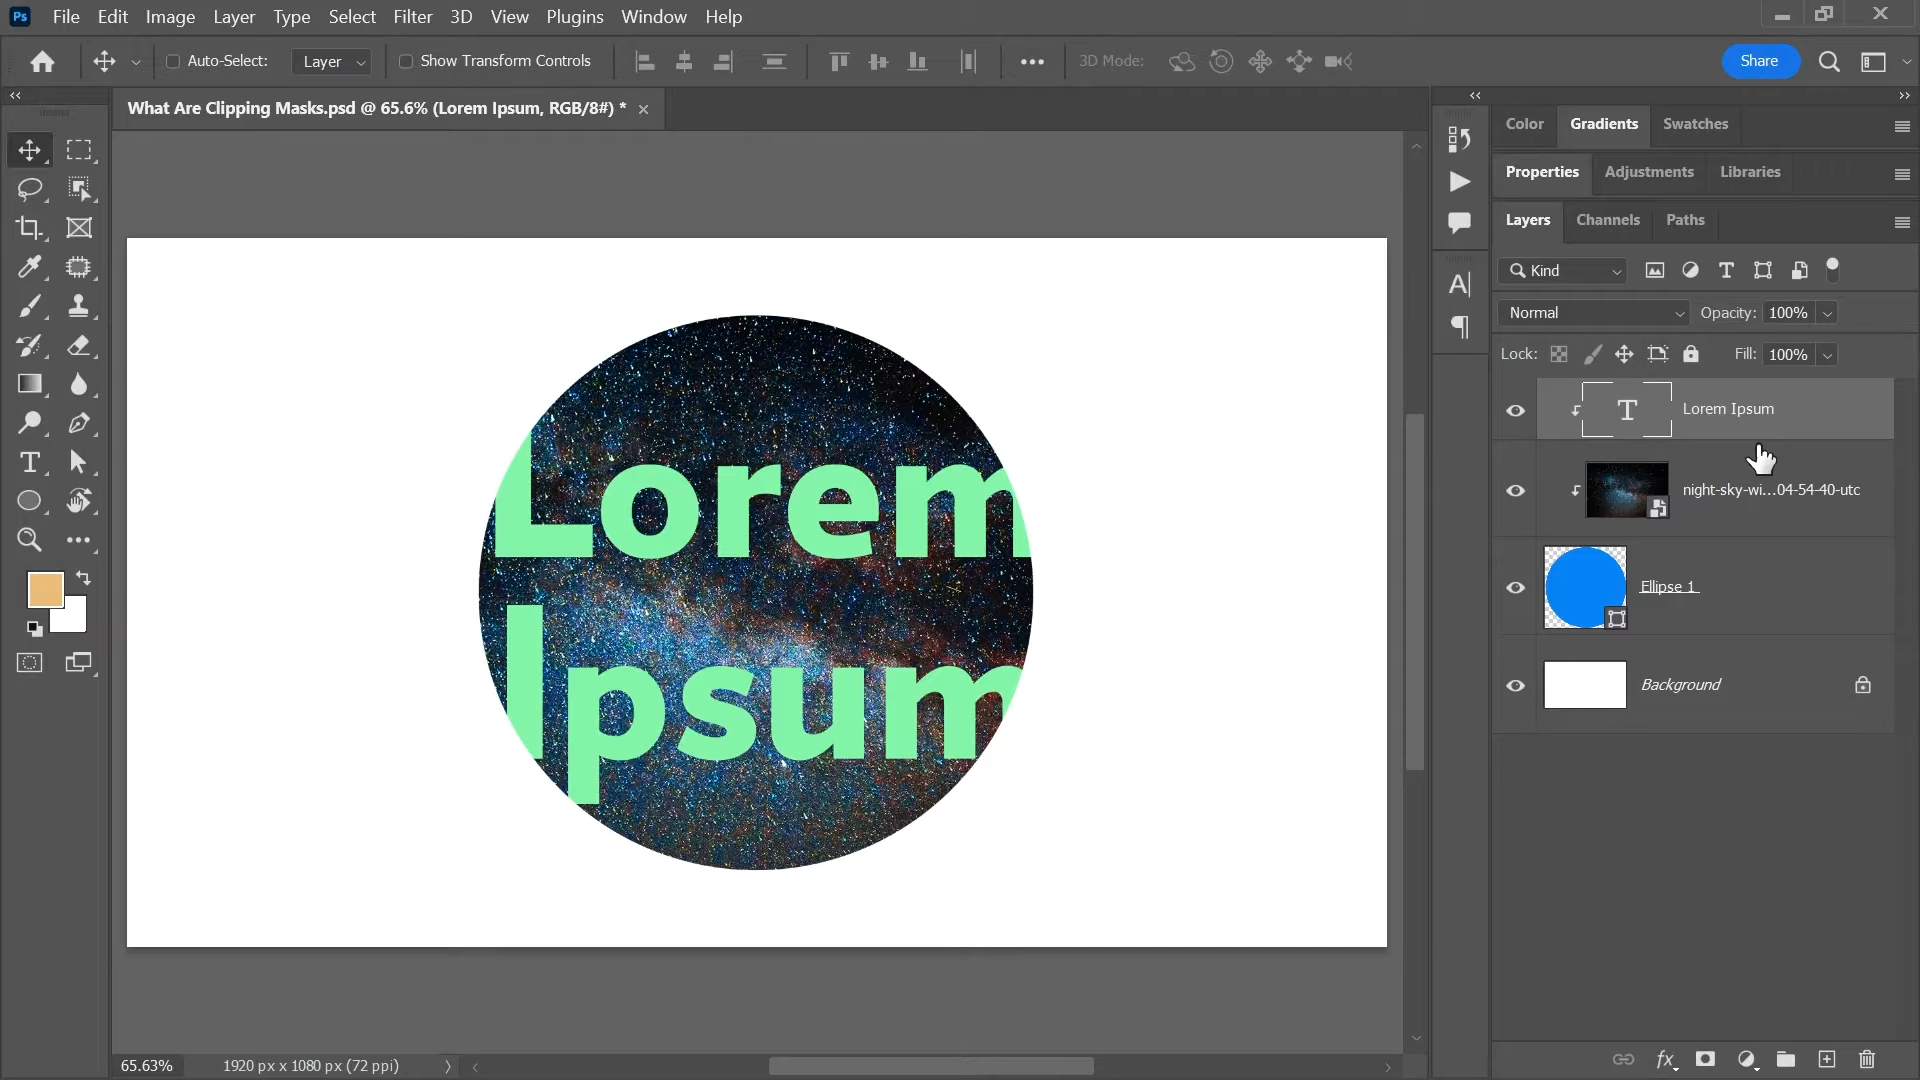 Ps File Edit Image Layer Type Select Filter 3D View Plugins Window Help
Auto-Select: Layer Show Transform Controls 3D Mode: Share
What Are Clipping Masks.psd @ 65.6% (Lorem Ipsum, RGB/8#) *
Color Gradients Swatches
Properties Adjustments Libraries
Layers Channels Paths
Kind
Normal Opacity: 100%
Lock: Fill: 100%
Lorem Ipsum
night-sky-wi...04-54-40-utc
Ellipse 1
Background
Lorem
Ipsum
65.63% 1920 px x 1080 px (72 ppi)